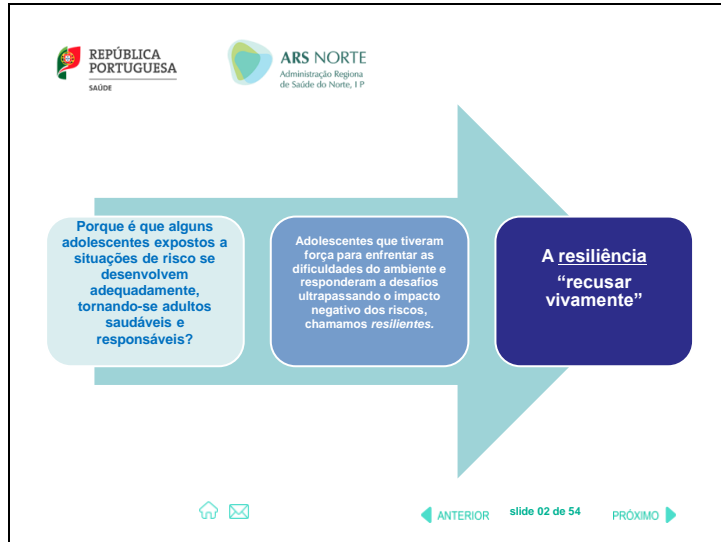 REPÚBLICA
PORTUGUESA
SAÚDE
ARS NORTE
Administração Regiona
de Saúde do Norte, I P
Porque é que alguns
adolescentes expostos a
situações de risco se
desenvolvem
adequadamente,
tornando-se adultos
saudáveis e
responsáveis?
Adolescentes que tiveram
força para enfrentar as
dificuldades do ambiente e
responderam a desafios
ultrapassando o impacto
negativo dos riscos,
chamamos resilientes.
A resiliência
“recusar
vivamente”
ANTERIOR
slide 02 de 54
PRÓXIMO